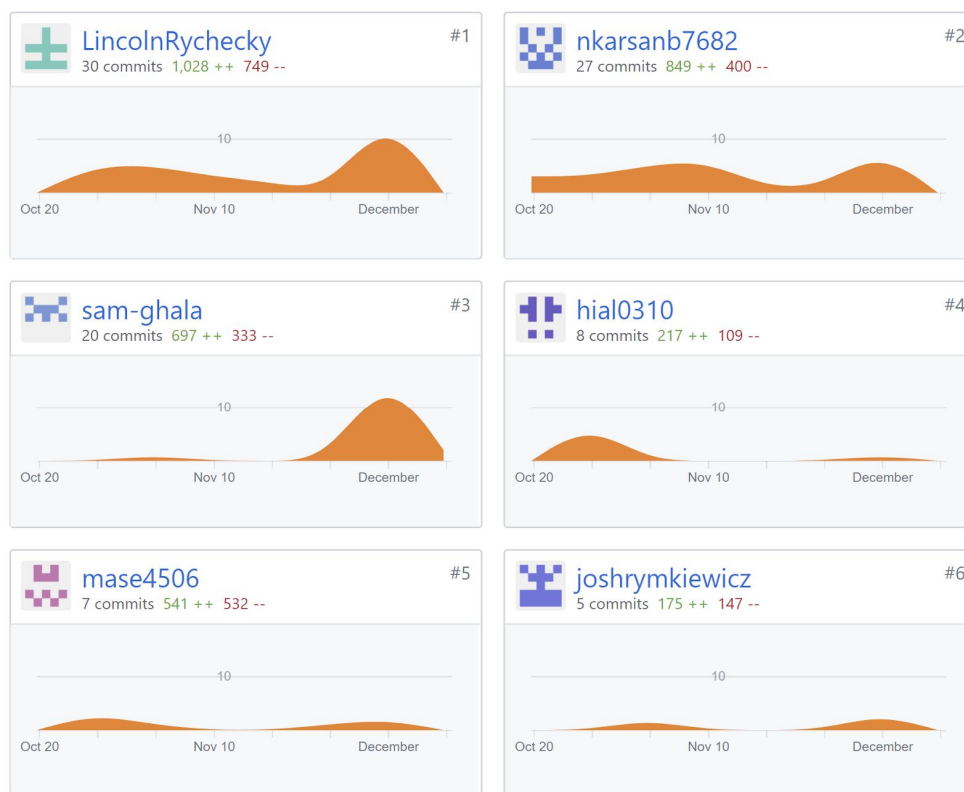 LincolnRychecky #1
30 commits 1,028 ++ 749 --
10
Oct 20 Nov 10 December
nkarsanb7682 #2
27 commits 849 ++ 400 --
10
Oct 20 Nov 10 December
sam-ghala #3
20 commits 697 ++ 333 --
10
Oct 20 Nov 10 December
hial0310 #4
8 commits 217 ++ 109 --
10
Oct 20 Nov 10 December
mase4506 #5
7 commits 541 ++ 532 --
10
Oct 20 Nov 10 December
joshrymkiewicz #6
5 commits 175 ++ 147 --
10
Oct 20 Nov 10 December